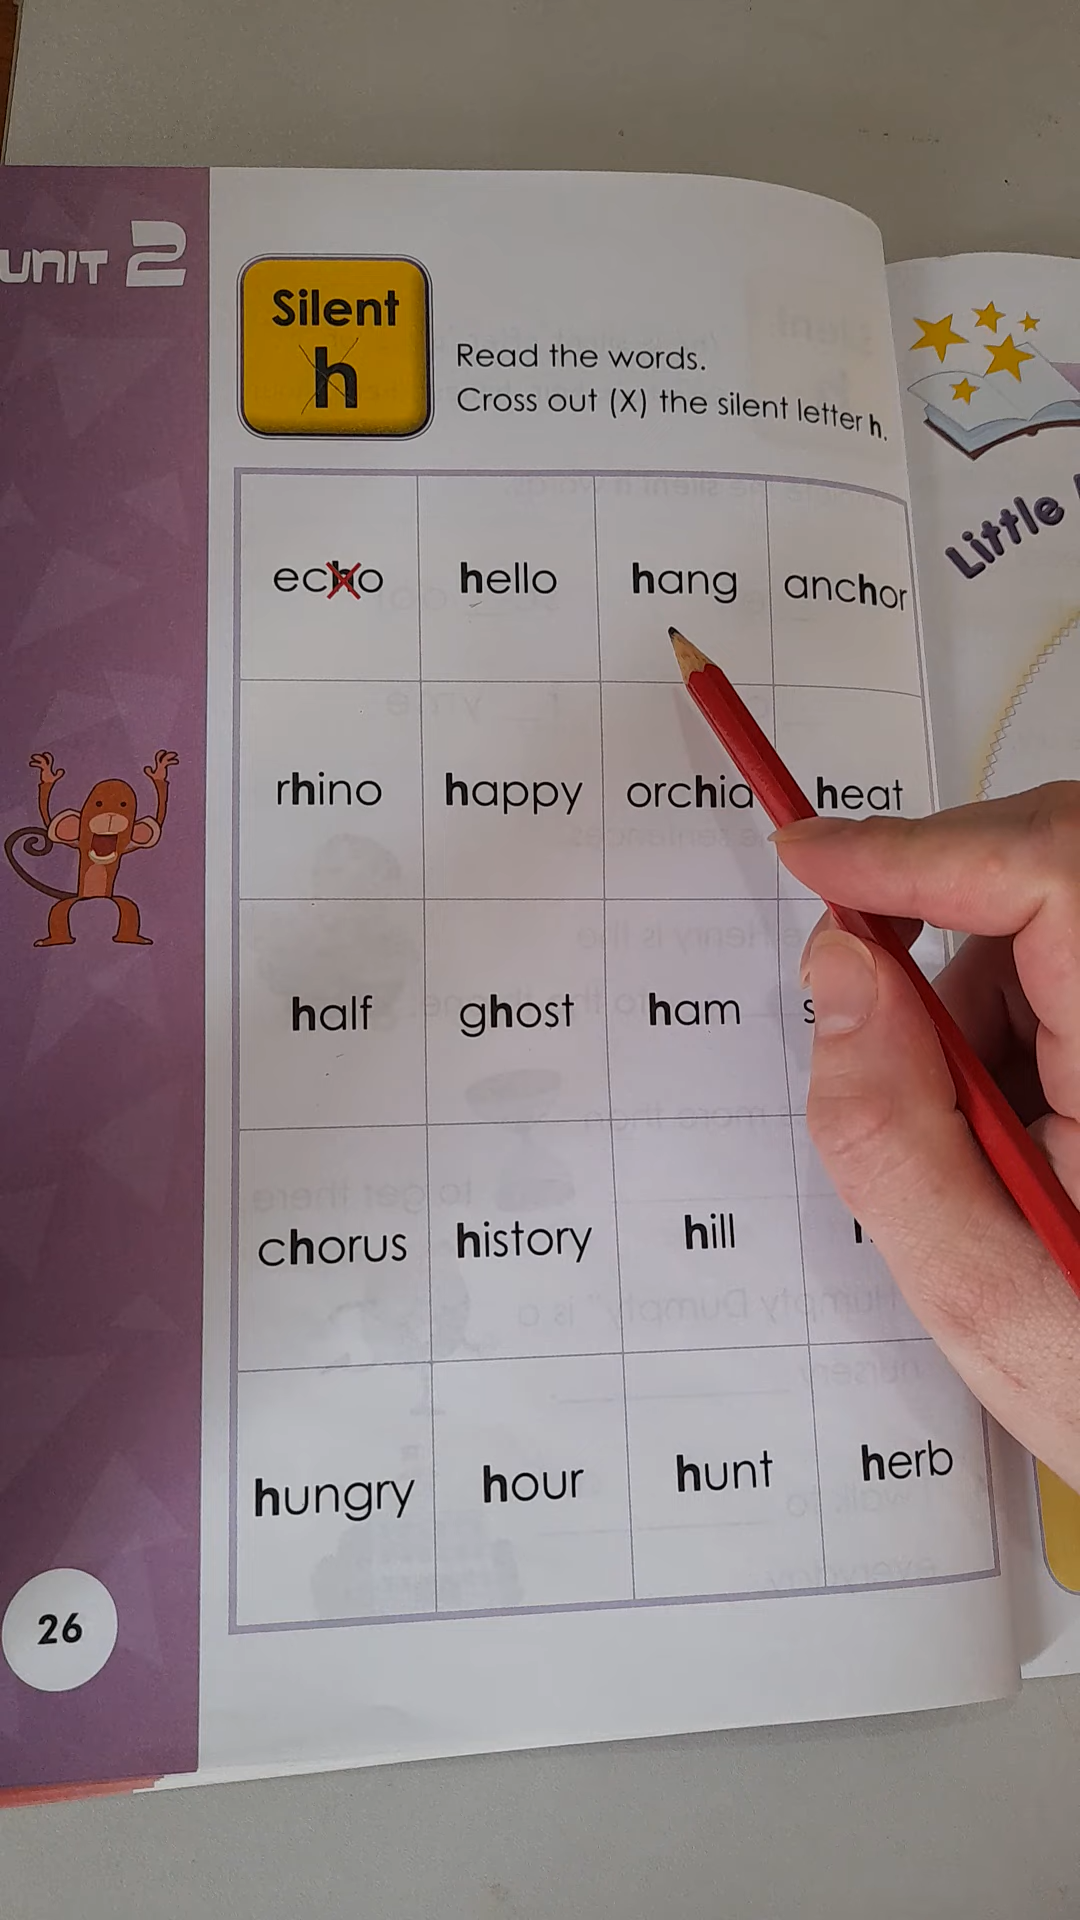 UNIT 2
Silent
h
Read the words.
Cross out (X) the silent letter h.
echo hello hang anchor
rhino happy orchid heat
half ghost ham
chorus history hill
hungry hour hunt herb
26
Little